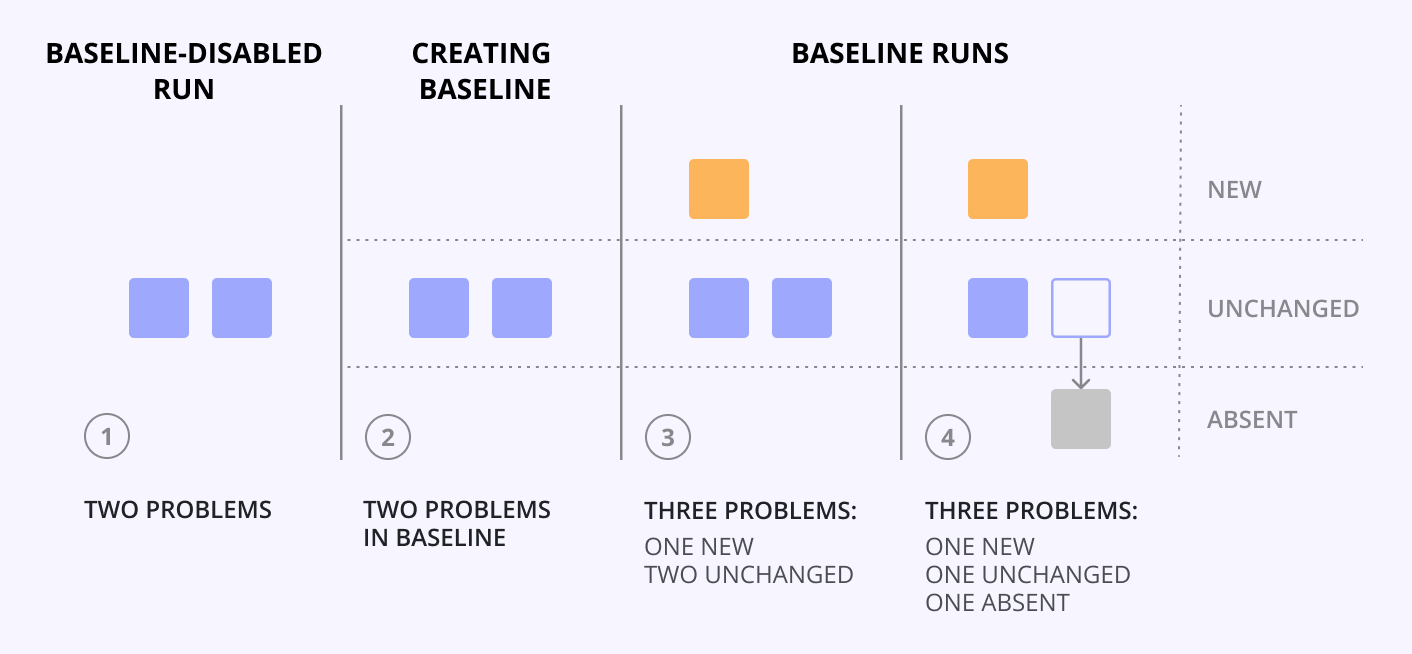 BASELINE-DISABLED
RUN
CREATING
BASELINE
BASELINE RUNS
NEW
UNCHANGED
ABSENT
1
2
3
4
TWO PROBLEMS
TWO PROBLEMS
IN BASELINE
THREE PROBLEMS:
ONE NEW
TWO UNCHANGED
THREE PROBLEMS:
ONE NEW
ONE UNCHANGED
ONE ABSENT